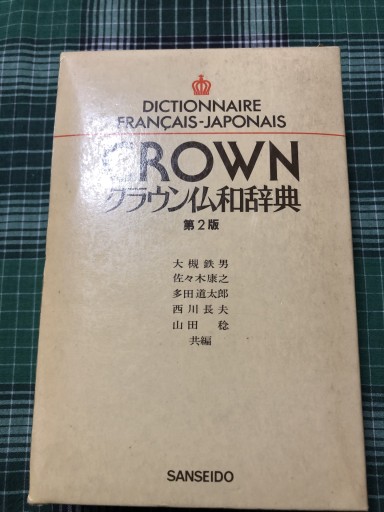 DICTIONNAIRE
FRANÇAIS-JAPONAIS
CROWN
クラウン仏和辞典
第2版
大槻鉄男
佐々木康之
多田道太郎
西川長夫
山田 稔
共編
SANSEIDO